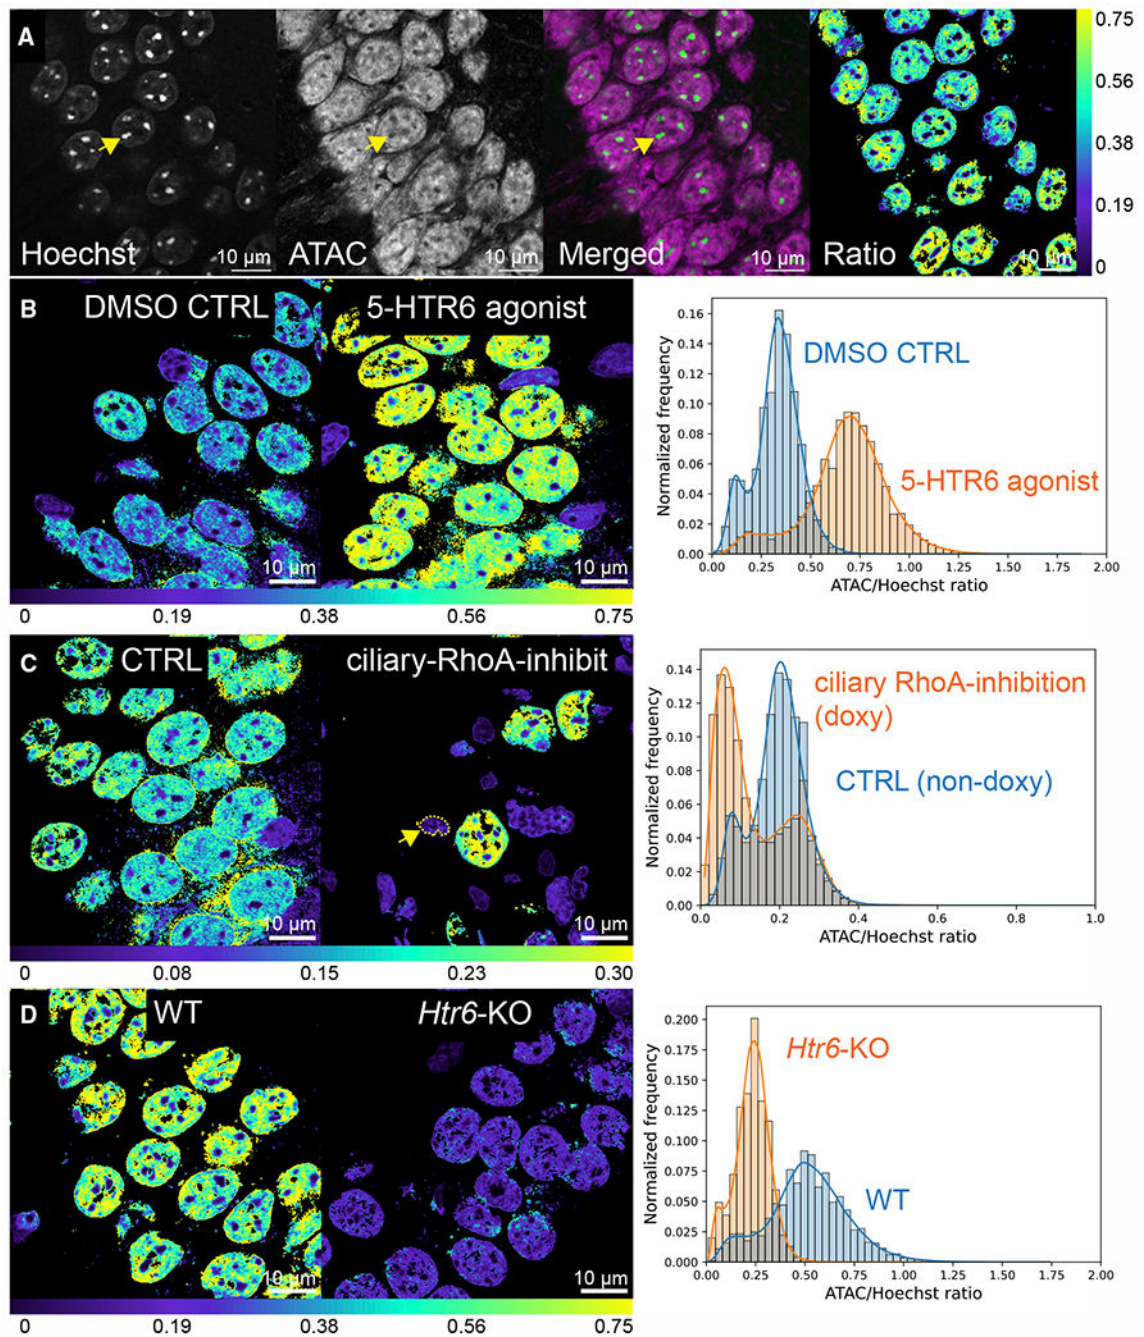 A
Hoechst
10 µm
ATAC
10 µm
Merged
10 µm
Ratio
10 µm
0.75
0.56
0.38
0.19
0
B
DMSO CTRL
5-HTR6 agonist
10 µm
10 µm
0 0.19 0.38 0.56 0.75
Normalized frequency
0.16
0.14
0.12
0.10
0.08
0.06
0.04
0.02
0.00
DMSO CTRL
5-HTR6 agonist
0.00 0.25 0.50 0.75 1.00 1.25 1.50 1.75 2.00
ATAC/Hoechst ratio
C
CTRL
ciliary-RhoA-inhibit
10 µm
10 µm
0 0.08 0.15 0.23 0.30
Normalized frequency
0.14
0.12
0.10
0.08
0.06
0.04
0.02
0.00
ciliary RhoA-inhibition
(doxy)
CTRL (non-doxy)
0.0 0.2 0.4 0.6 0.8 1.0
ATAC/Hoechst ratio
D
WT
Htr6-KO
10 µm
10 µm
0 0.19 0.38 0.56 0.75
Normalized frequency
0.200
0.175
0.150
0.125
0.100
0.075
0.050
0.025
0.000
Htr6-KO
WT
0.00 0.25 0.50 0.75 1.00 1.25 1.50 1.75 2.00
ATAC/Hoechst ratio